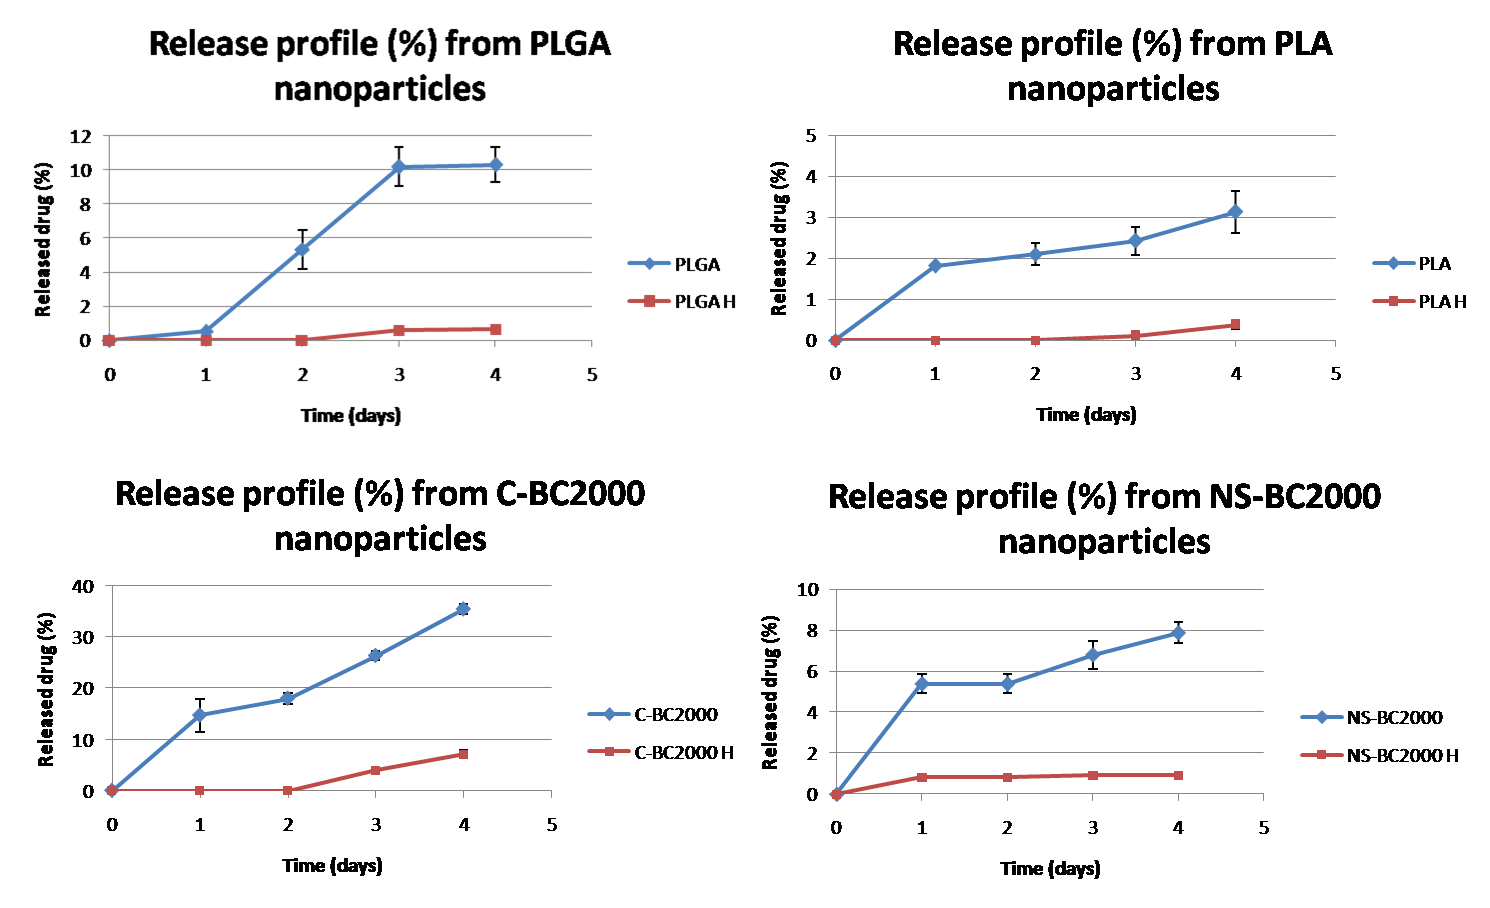 Release profile (%) from PLGA
nanoparticles
12
10
8
6
4
2
0
Released drug (%)
0 1 2 3 4 5
Time (days)
PLGA
PLGA H
Release profile (%) from PLA
nanoparticles
5
4
3
2
1
0
Released drug (%)
0 1 2 3 4 5
Time (days)
PLA
PLA H
Release profile (%) from C-BC2000
nanoparticles
40
30
20
10
0
Released drug (%)
0 1 2 3 4 5
Time (days)
C-BC2000
C-BC2000 H
Release profile (%) from NS-BC2000
nanoparticles
10
8
6
4
2
0
Released drug (%)
0 1 2 3 4 5
Time (days)
NS-BC2000
NS-BC2000 H